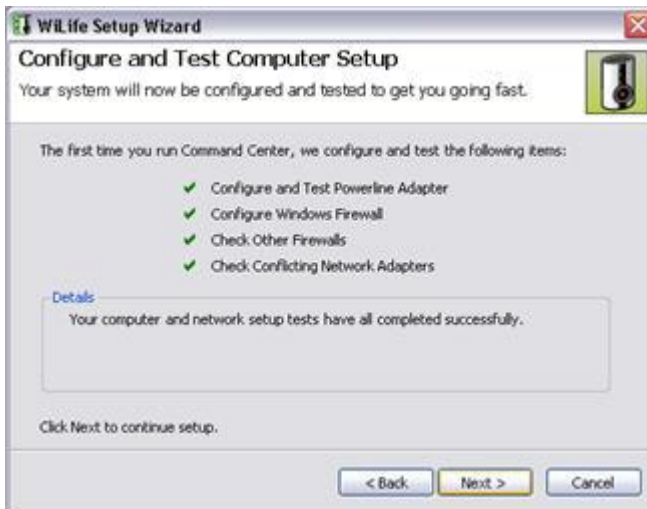 WiLife Setup Wizard
Configure and Test Computer Setup
Your system will now be configured and tested to get you going fast.
The first time you run Command Center, we configure and test the following items:
Configure and Test Powerline Adapter
Configure Windows Firewall
Check Other Firewalls
Check Conflicting Network Adapters
Details
Your computer and network setup tests have all completed successfully.
Click Next to continue setup.
< Back Next > Cancel